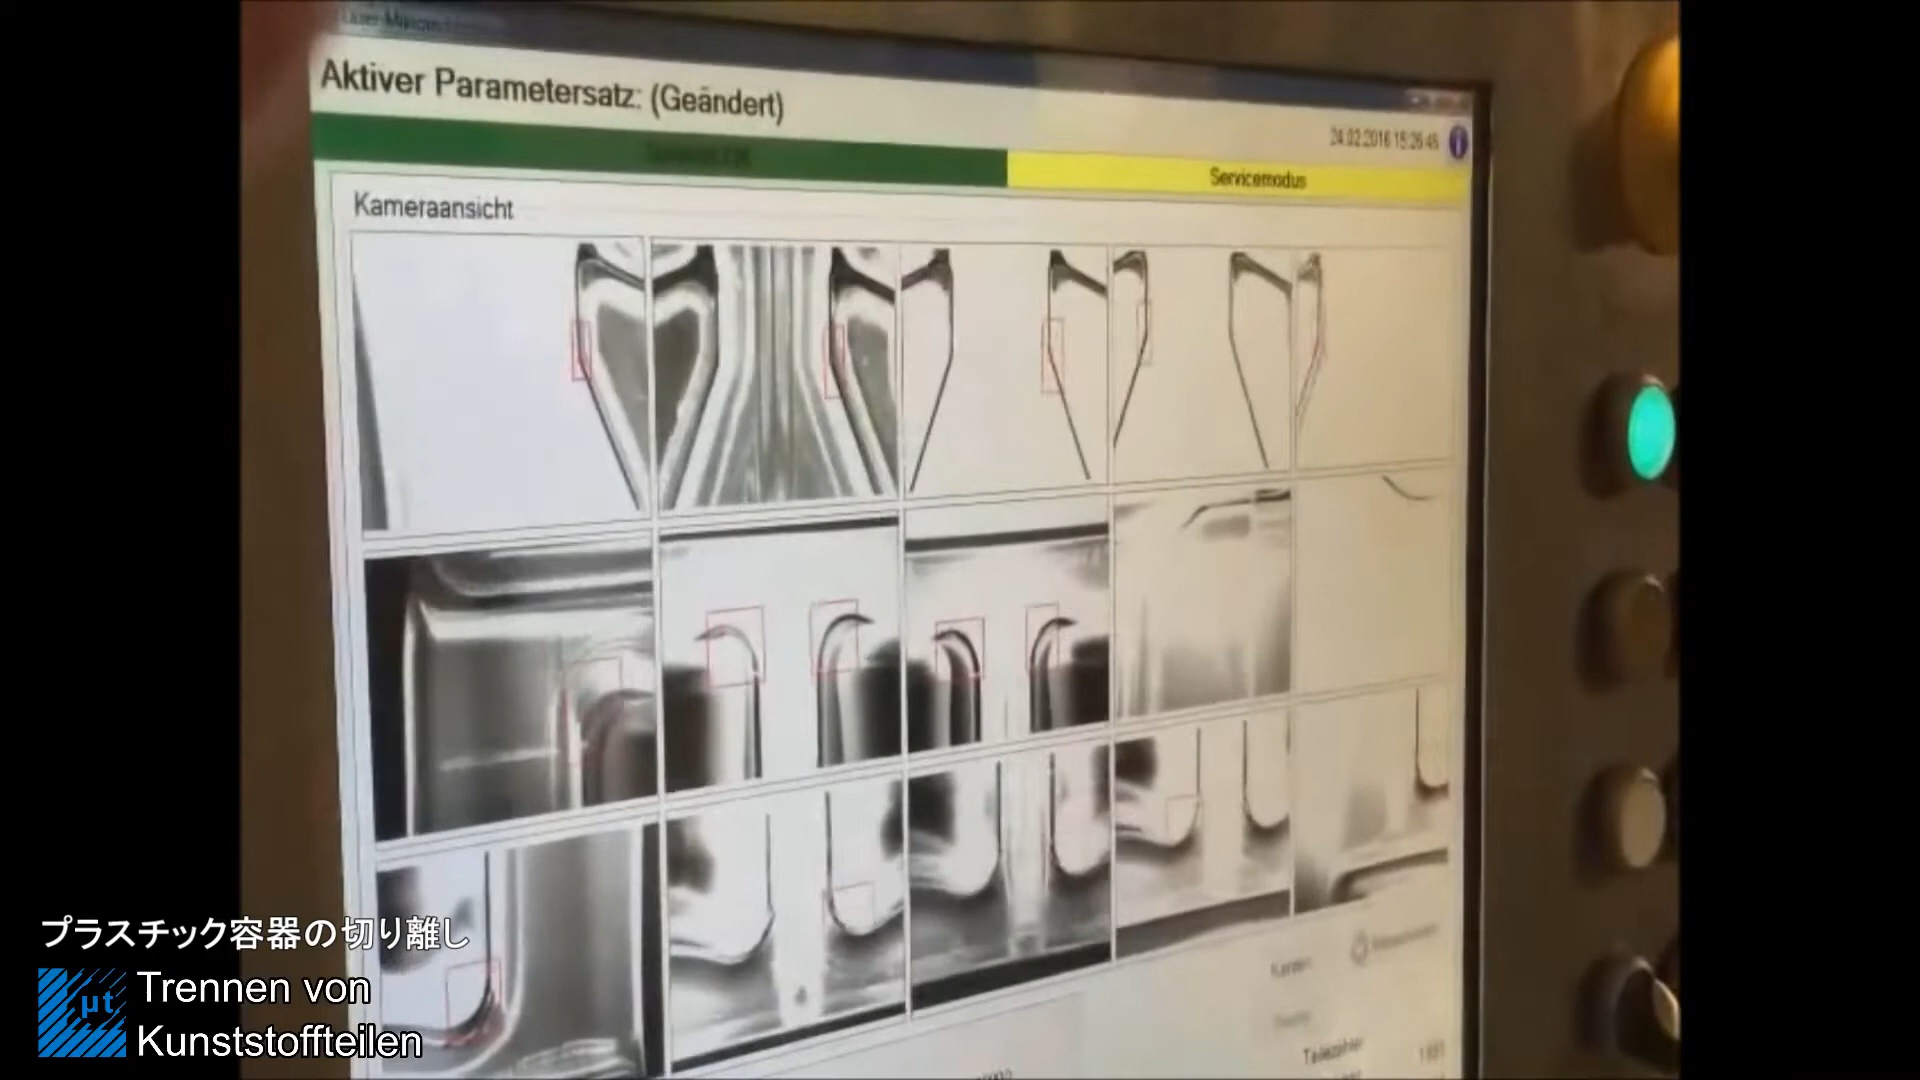 Aktiver Parametersatz: (Geändert)
24.02.2016 15:26:45
Servicemodus
Kameraansicht
Teilezähler
プラスチック容器の切り離し
µt
Trennen von
Kunststoffteilen